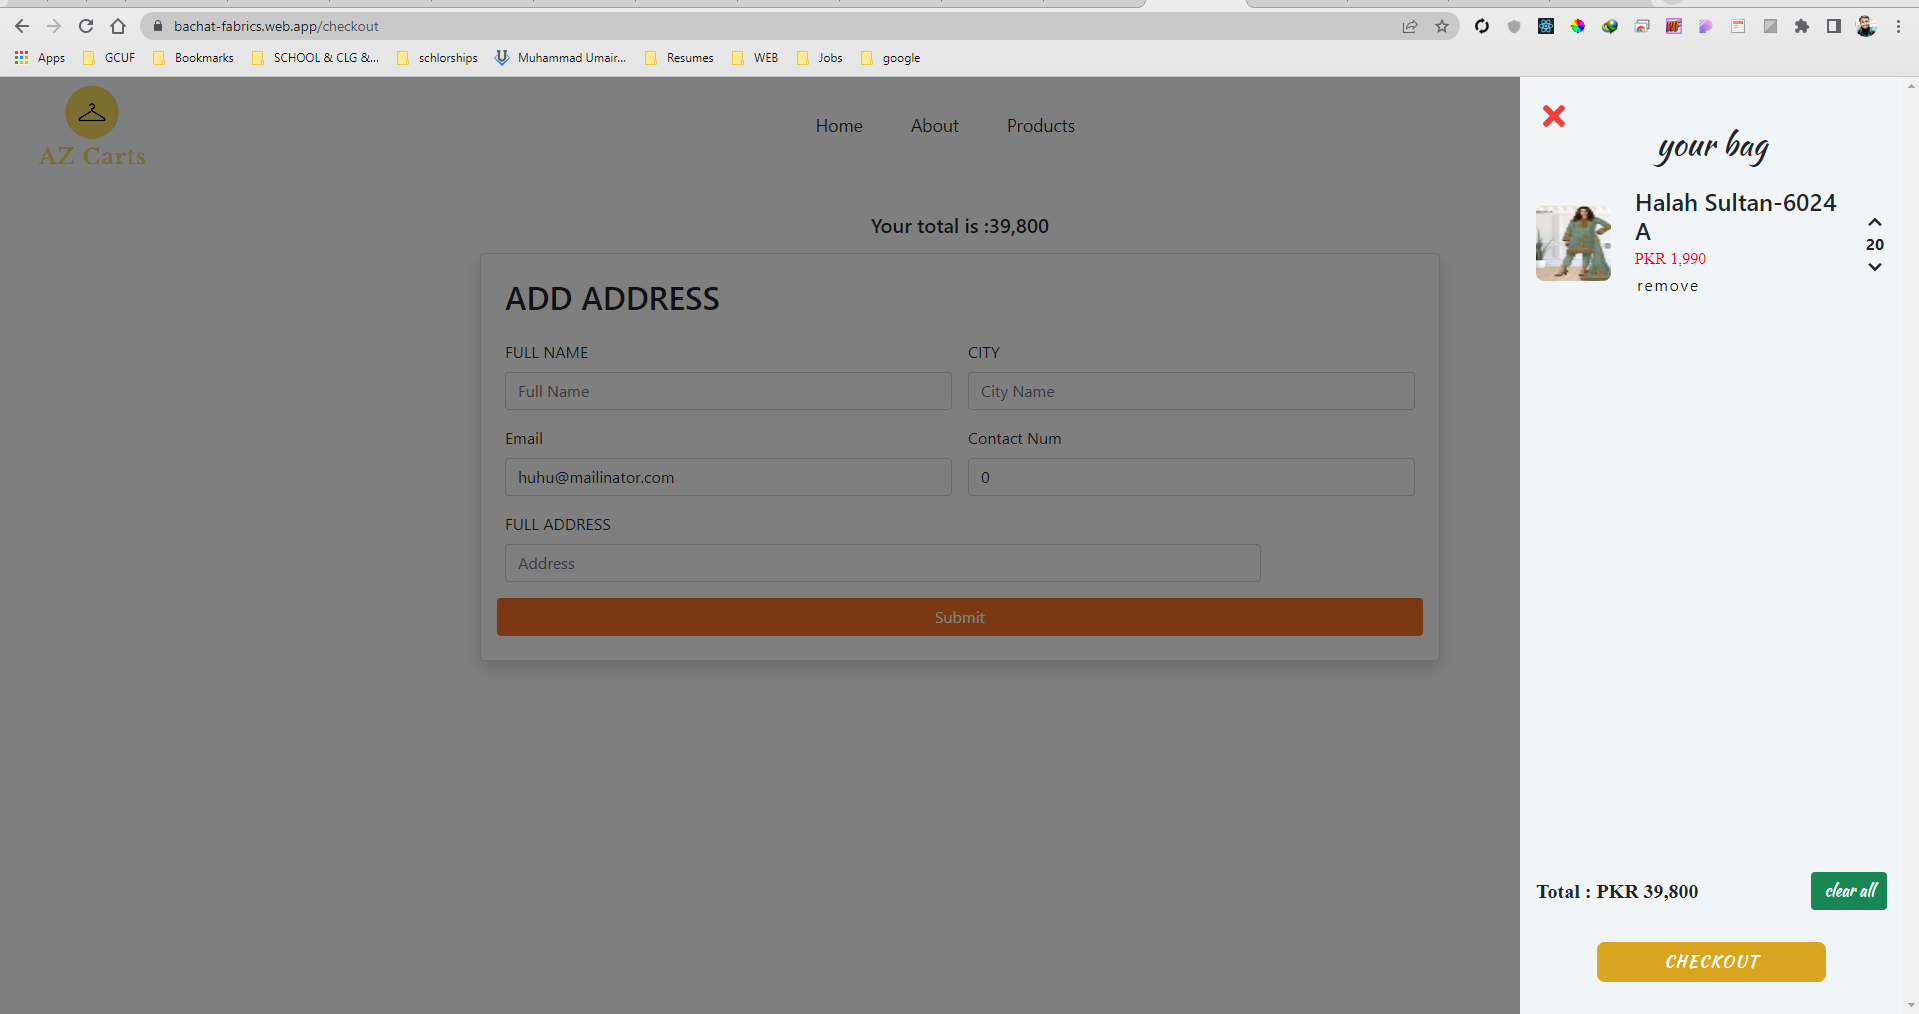 bachat-fabrics.web.app/checkout
Apps GCUF Bookmarks SCHOOL & CLG &... schlorships Muhammad Umair... Resumes WEB Jobs google
AZ Carts
Home About Products
Your total is :39,800
ADD ADDRESS
FULL NAME CITY
Full Name City Name
Email Contact Num
huhu@mailinator.com 0
FULL ADDRESS
Address
Submit
your bag
Halah Sultan-6024
A
PKR 1,990
remove
20
Total : PKR 39,800
clear all
CHECKOUT